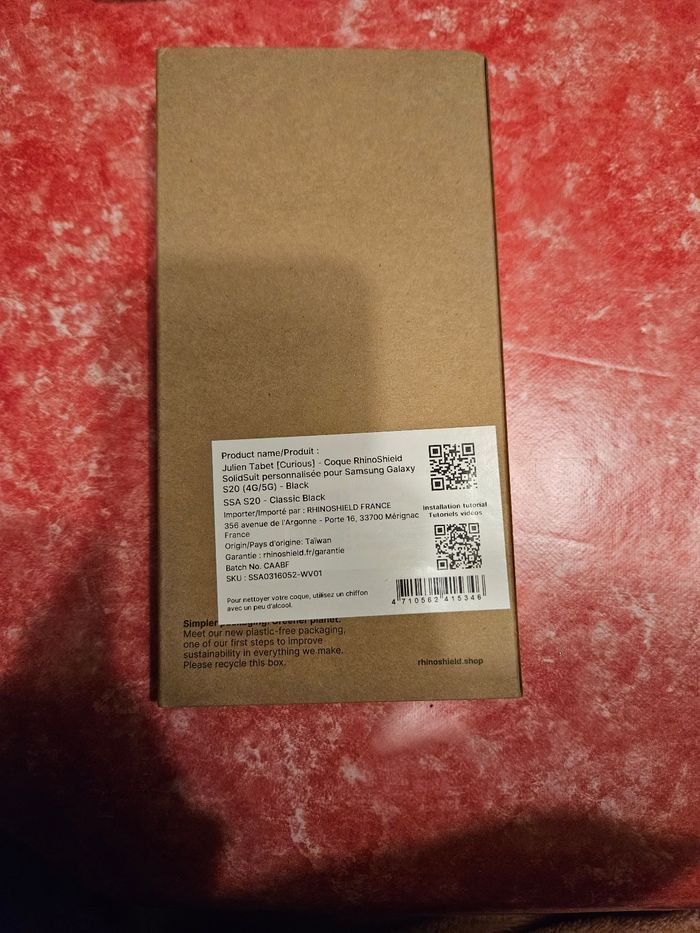 Product name/Produit :
Julien Tabet [Curious] - Coque RhinoShield
SolidSuit personnalisée pour Samsung Galaxy
S20 (4G/5G) - Black
SSA S20 - Classic Black
Importer/Importé par : RHINOSHIELD FRANCE
356 avenue de l'Argonne - Porte 16, 33700 Mérignac
France
Origin/Pays d'origine: Taïwan
Garantie : rhinoshield.fr/garantie
Batch No. CAABF
SKU : SSA0316052-WV01
Pour nettoyer votre coque, utilisez un chiffon
avec un peu d'alcool.
Installation tutorial
Tutoriels vidéos
4 710562 415346
Simpler packaging. Greener planet.
Meet our new plastic-free packaging,
one of our first steps to improve
sustainability in everything we make.
Please recycle this box.
rhinoshield.shop